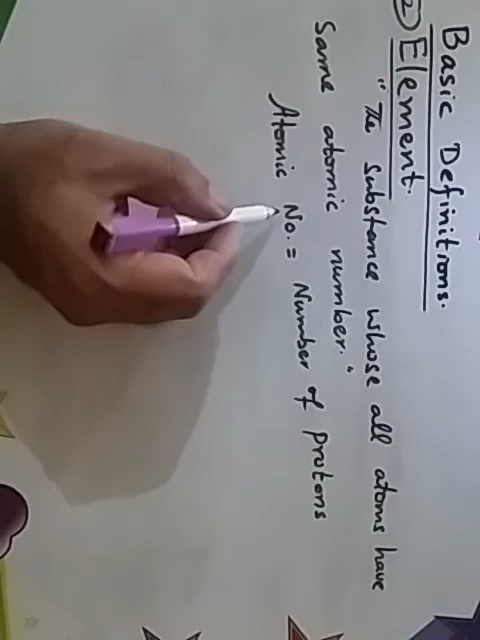 Basic Definitions.
2 Element.
"The substance whose all atoms have
Same atomic number."
Atomic No. = Number of protons